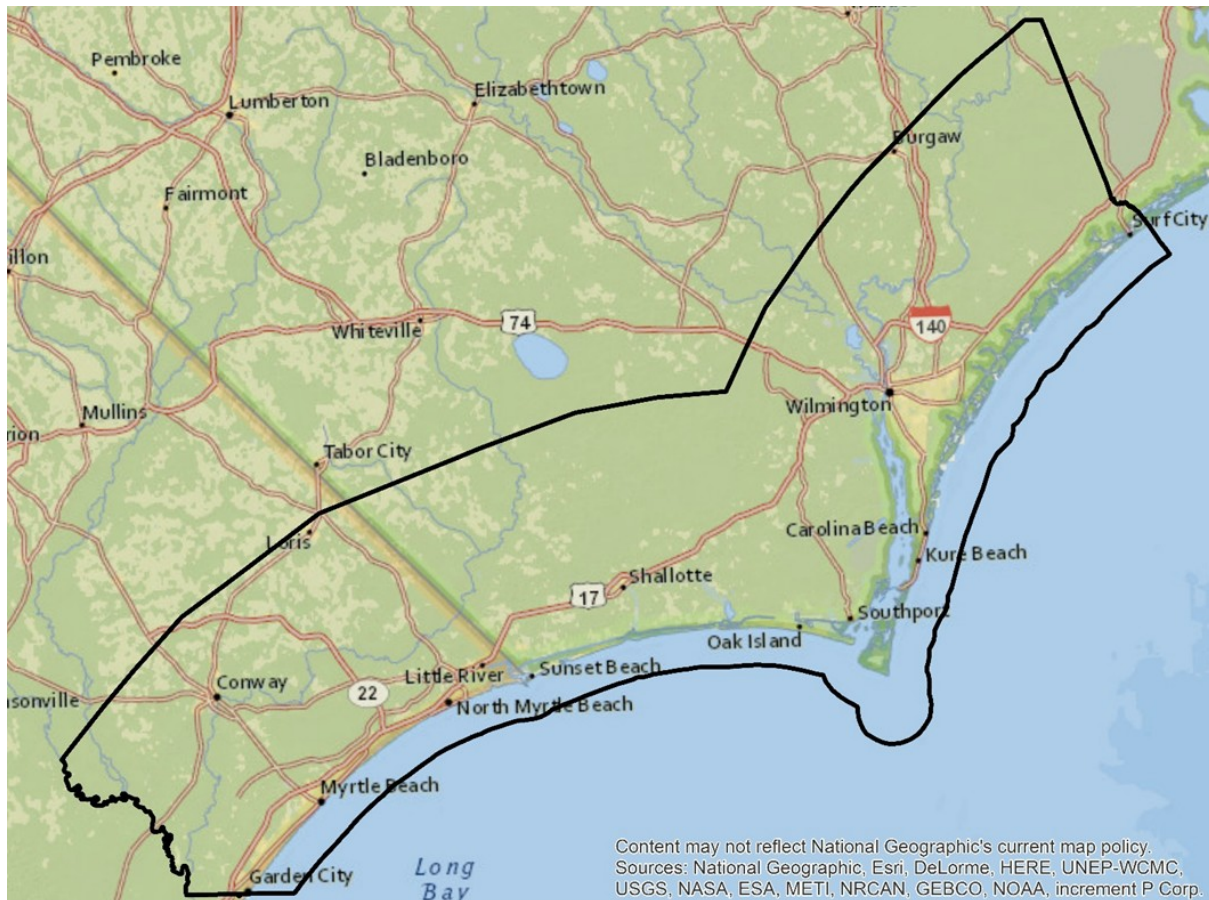 Pembroke
Lumberton
Elizabethtown
Burgaw
Bladenboro
Fairmont
Surf City
illon
74
Whiteville
140
Wilmington
Mullins
rion
Tabor City
Loris
Carolina Beach
Kure Beach
Shallotte
17
Southport
Oak Island
Little River
Sunset Beach
Conway
22
nsonville
North Myrtle Beach
Myrtle Beach
Garden City
Long
Bay
Content may not reflect National Geographic's current map policy.
Sources: National Geographic, Esri, DeLorme, HERE, UNEP-WCMC,
USGS, NASA, ESA, METI, NRCAN, GEBCO, NOAA, increment P Corp.